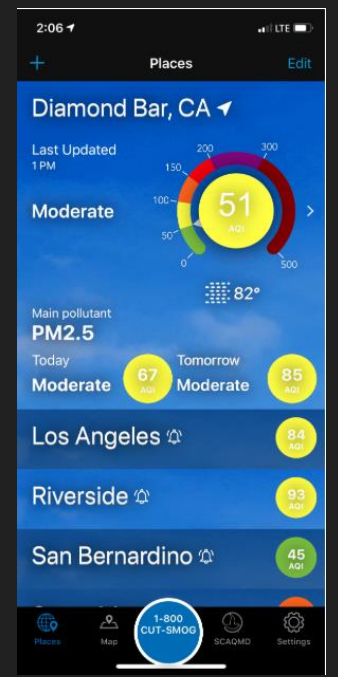 2:06 LTE
+ Places Edit
Diamond Bar, CA
Last Updated
1 PM
Moderate
0
50
100
150
200
300
500
51
AQI
82°
Main pollutant
PM2.5
Today
Moderate
67
AQI
Tomorrow
Moderate
85
AQI
Los Angeles
84
AQI
Riverside
93
AQI
San Bernardino
45
AQI
Places
Map
1-800
CUT-SMOG
SCAQMD
Settings